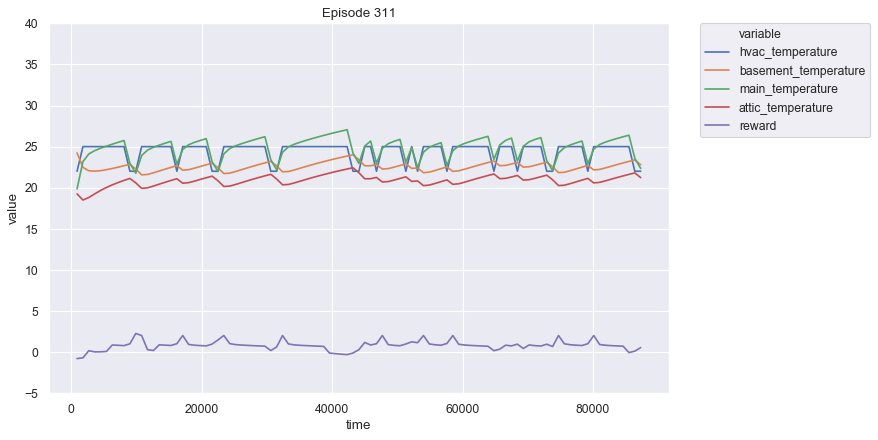 Episode 311
40
35
30
25
20
15
10
5
0
−5
value
0
20000
40000
60000
80000
time
variable
hvac_temperature
basement_temperature
main_temperature
attic_temperature
reward